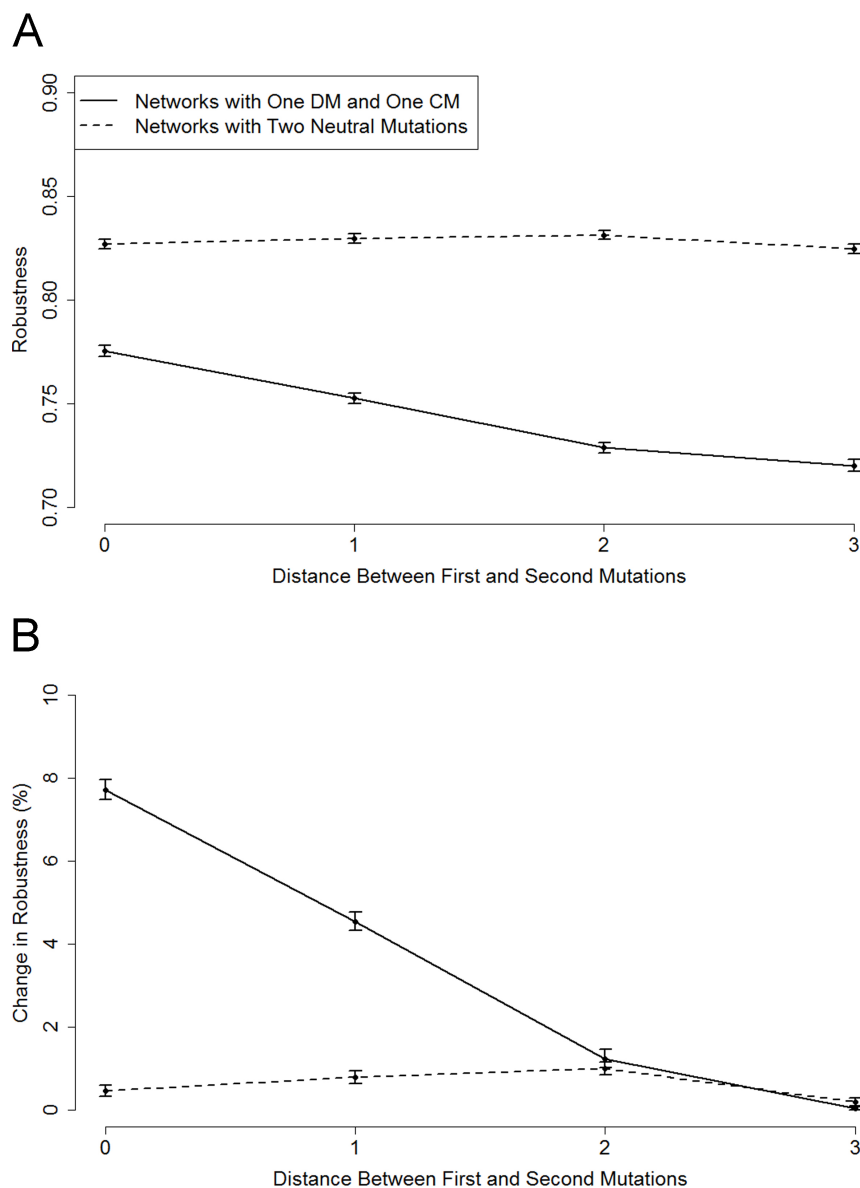 A
Networks with One DM and One CM
Networks with Two Neutral Mutations
Robustness
0.90
0.85
0.80
0.75
0.70
0 1 2 3
Distance Between First and Second Mutations
B
Change in Robustness (%)
10
8
6
4
2
0
0 1 2 3
Distance Between First and Second Mutations